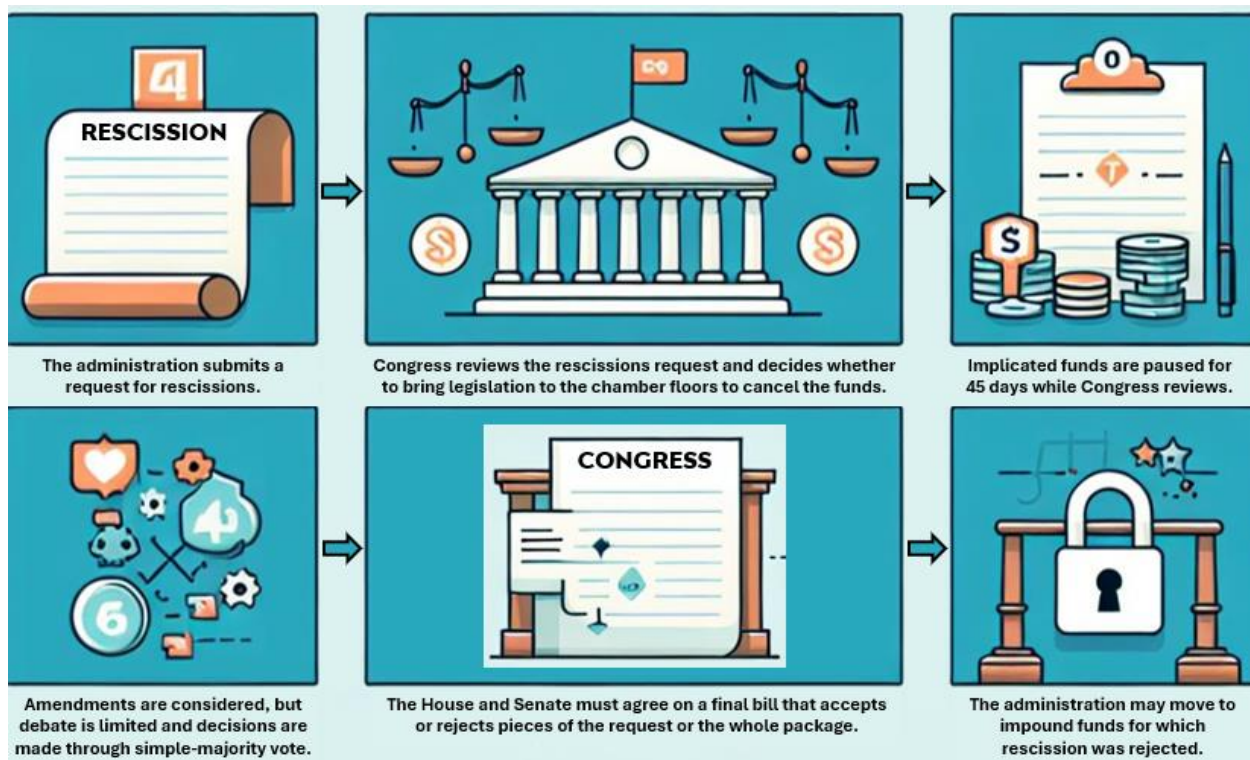 4
RESCISSION
The administration submits a
request for rescissions.
$
$
Congress reviews the rescissions request and decides whether
to bring legislation to the chamber floors to cancel the funds.
0
T
$
Implicated funds are paused for
45 days while Congress reviews.
6
Amendments are considered, but
debate is limited and decisions are
made through simple-majority vote.
CONGRESS
The House and Senate must agree on a final bill that accepts
or rejects pieces of the request or the whole package.
The administration may move to
impound funds for which
rescission was rejected.